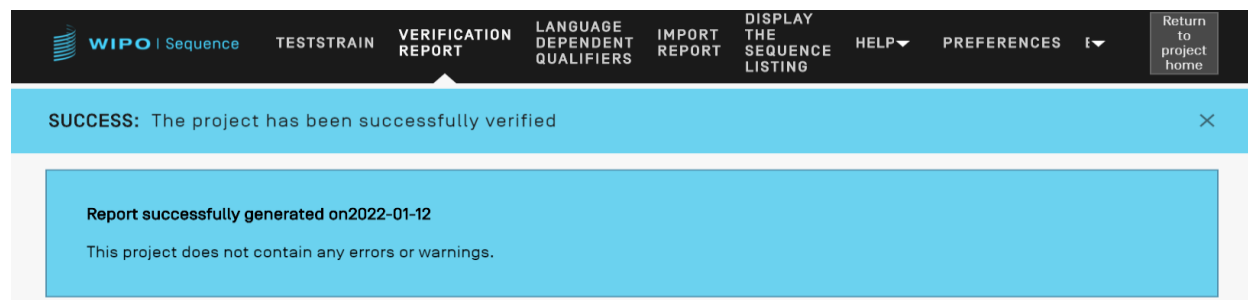 WIPO | Sequence
TESTSTRAIN
VERIFICATION
REPORT
LANGUAGE
DEPENDENT
QUALIFIERS
IMPORT
REPORT
DISPLAY
THE
SEQUENCE
LISTING
HELP
PREFERENCES
Return
to
project
home
SUCCESS: The project has been successfully verified
Report successfully generated on2022-01-12
This project does not contain any errors or warnings.